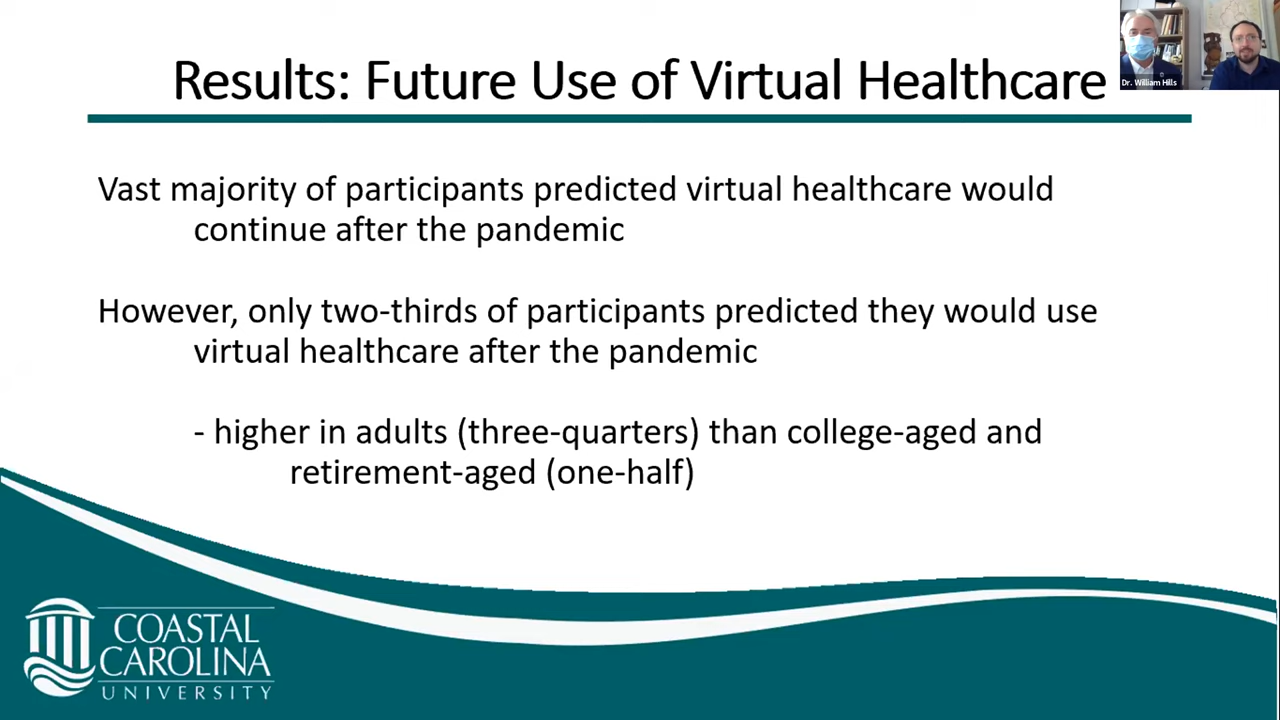 Results: Future Use of Virtual Healthcare
Dr. William Hills
Vast majority of participants predicted virtual healthcare would
continue after the pandemic
However, only two-thirds of participants predicted they would use
virtual healthcare after the pandemic
- higher in adults (three-quarters) than college-aged and
retirement-aged (one-half)
COASTAL
CAROLINA
UNIVERSITY